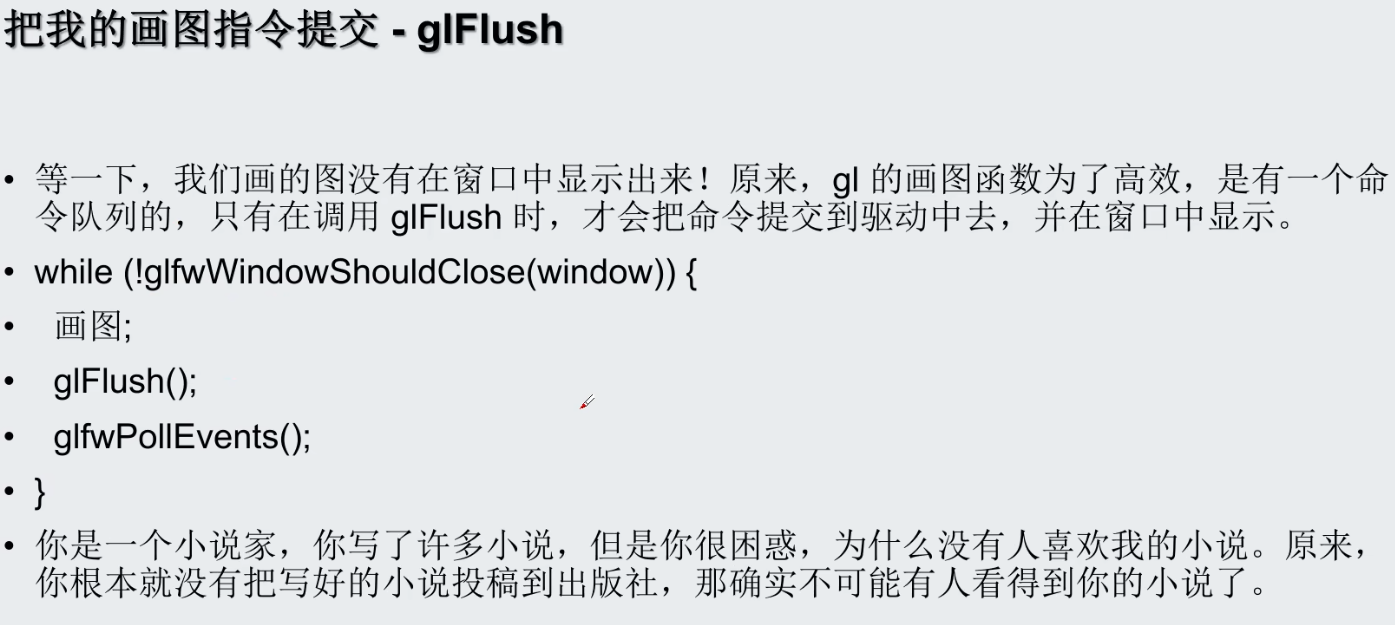 把我的画图指令提交 - glFlush
• 等一下，我们画的图没有在窗口中显示出来！原来，gl 的画图函数为了高效，是有一个命
令队列的，只有在调用 glFlush 时，才会把命令提交到驱动中去，并在窗口中显示。
• while (!glfwWindowShouldClose(window)) {
• 画图;
• glFlush();
• glfwPollEvents();
• }
• 你是一个小说家，你写了许多小说，但是你很困惑，为什么没有人喜欢我的小说。原来，
你根本就没有把写好的小说投稿到出版社，那确实不可能有人看得到你的小说了。